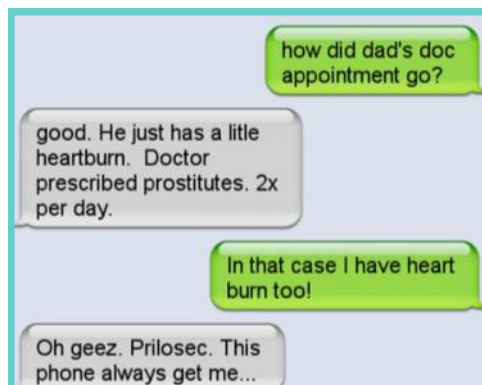 how did dad's doc
appointment go?
good. He just has a litle
heartburn. Doctor
prescribed prostitutes. 2x
per day.
In that case I have heart
burn too!
Oh geez. Prilosec. This
phone always get me...